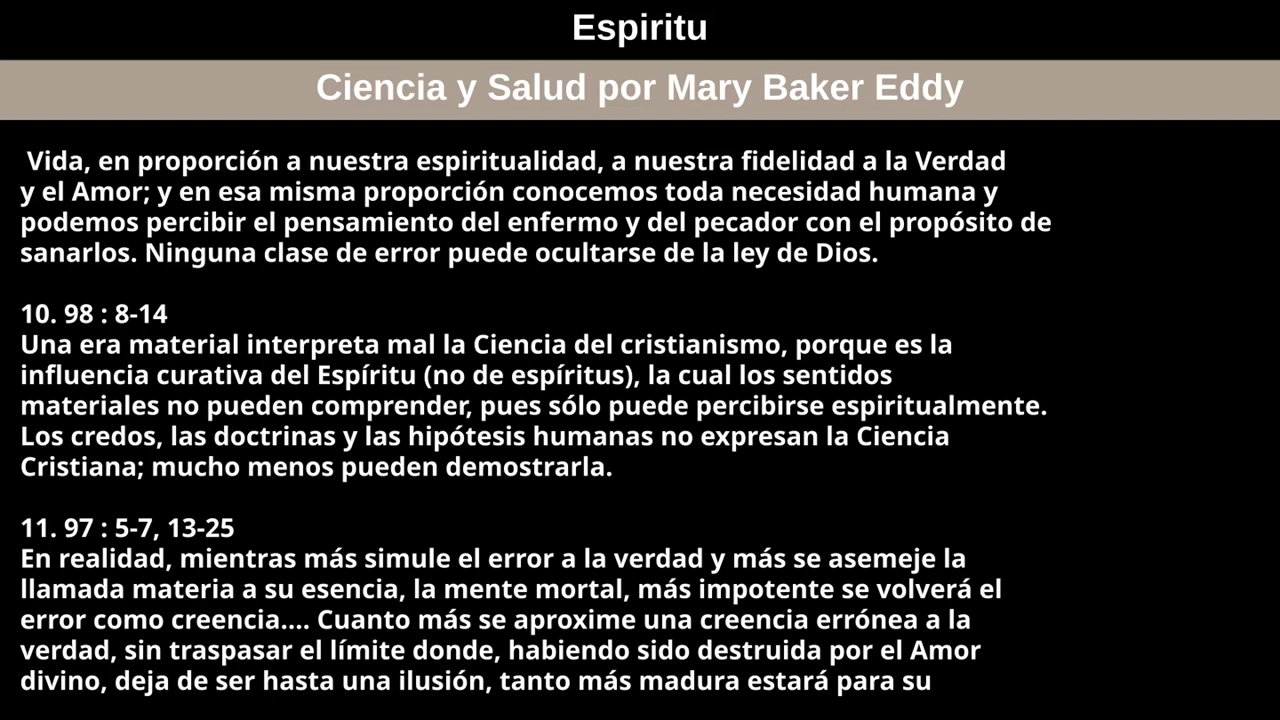 Espiritu
Ciencia y Salud por Mary Baker Eddy
Vida, en proporción a nuestra espiritualidad, a nuestra fidelidad a la Verdad
y el Amor; y en esa misma proporción conocemos toda necesidad humana y
podemos percibir el pensamiento del enfermo y del pecador con el propósito de
sanarlos. Ninguna clase de error puede ocultarse de la ley de Dios.
10. 98 : 8-14
Una era material interpreta mal la Ciencia del cristianismo, porque es la
influencia curativa del Espíritu (no de espíritus), la cual los sentidos
materiales no pueden comprender, pues sólo puede percibirse espiritualmente.
Los credos, las doctrinas y las hipótesis humanas no expresan la Ciencia
Cristiana; mucho menos pueden demostrarla.
11. 97 : 5-7, 13-25
En realidad, mientras más simule el error a la verdad y más se asemeje la
llamada materia a su esencia, la mente mortal, más impotente se volverá el
error como creencia.... Cuanto más se aproxime una creencia errónea a la
verdad, sin traspasar el límite donde, habiendo sido destruida por el Amor
divino, deja de ser hasta una ilusión, tanto más madura estará para su